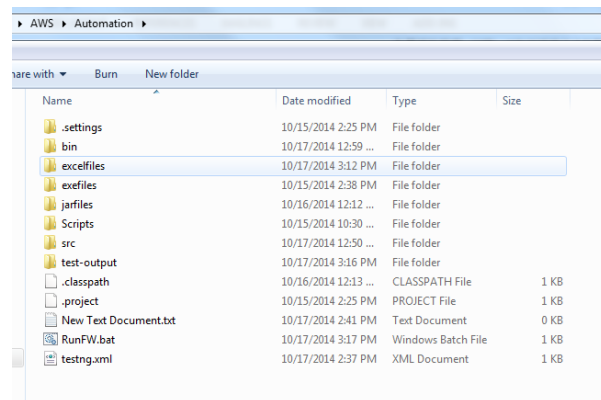 AWS Automation
hare with Burn New folder
Name Date modified Type Size
.settings 10/15/2014 2:25 PM File folder
bin 10/17/2014 12:59 ... File folder
excelfiles 10/17/2014 3:12 PM File folder
exefiles 10/15/2014 2:38 PM File folder
jarfiles 10/16/2014 12:12 ... File folder
Scripts 10/15/2014 10:30 ... File folder
src 10/17/2014 12:50 ... File folder
test-output 10/17/2014 3:16 PM File folder
.classpath 10/16/2014 12:13 ... CLASSPATH File 1 KB
.project 10/15/2014 2:25 PM PROJECT File 1 KB
New Text Document.txt 10/17/2014 2:41 PM Text Document 0 KB
RunFW.bat 10/17/2014 3:17 PM Windows Batch File 1 KB
testng.xml 10/17/2014 2:37 PM XML Document 1 KB